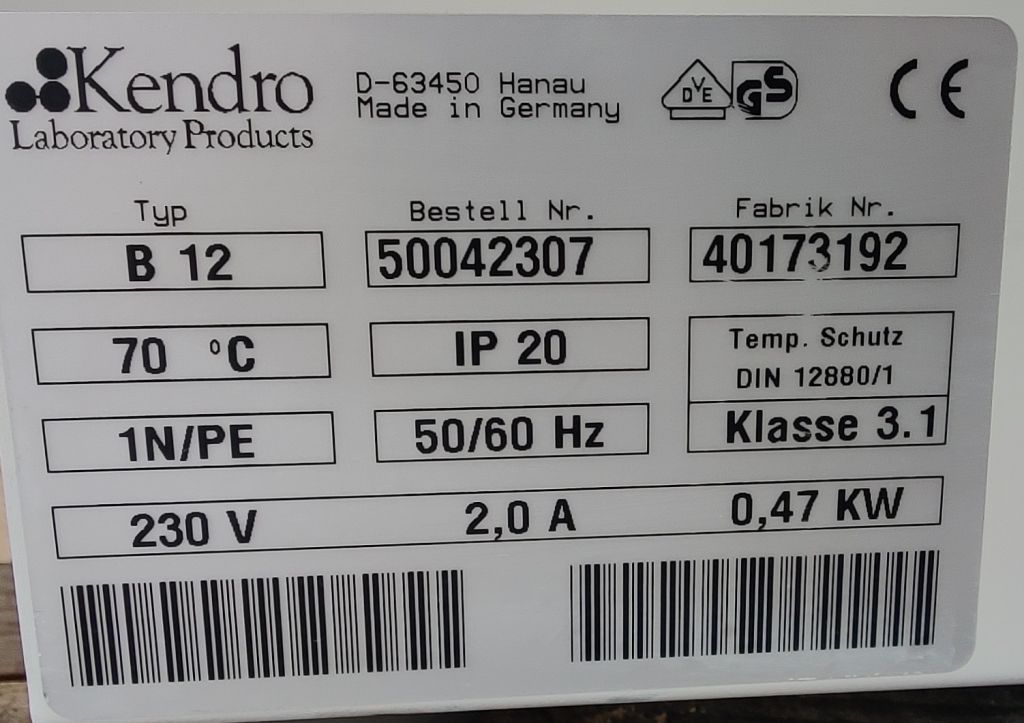 Kendro
Laboratory Products
D-63450 Hanau
Made in Germany
DVE
GS
CE
Typ
Bestell Nr.
Fabrik Nr.
B 12
50042307
40173192
70 °C
IP 20
Temp. Schutz
DIN 12880/1
Klasse 3.1
1N/PE
50/60 Hz
230 V 2,0 A 0,47 KW